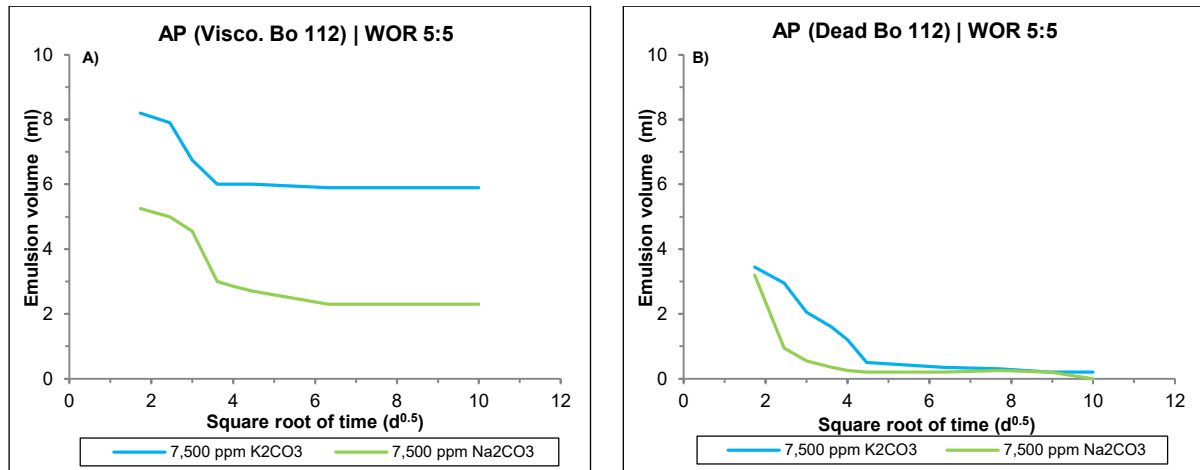 AP (Visco. Bo 112) | WOR 5:5
A)
10
8
6
4
2
0
Emulsion volume (ml)
0 2 4 6 8 10 12
Square root of time (d0.5)
7,500 ppm K2CO3 7,500 ppm Na2CO3
AP (Dead Bo 112) | WOR 5:5
B)
10
8
6
4
2
0
Emulsion volume (ml)
0 2 4 6 8 10 12
Square root of time (d0.5)
7,500 ppm K2CO3 7,500 ppm Na2CO3